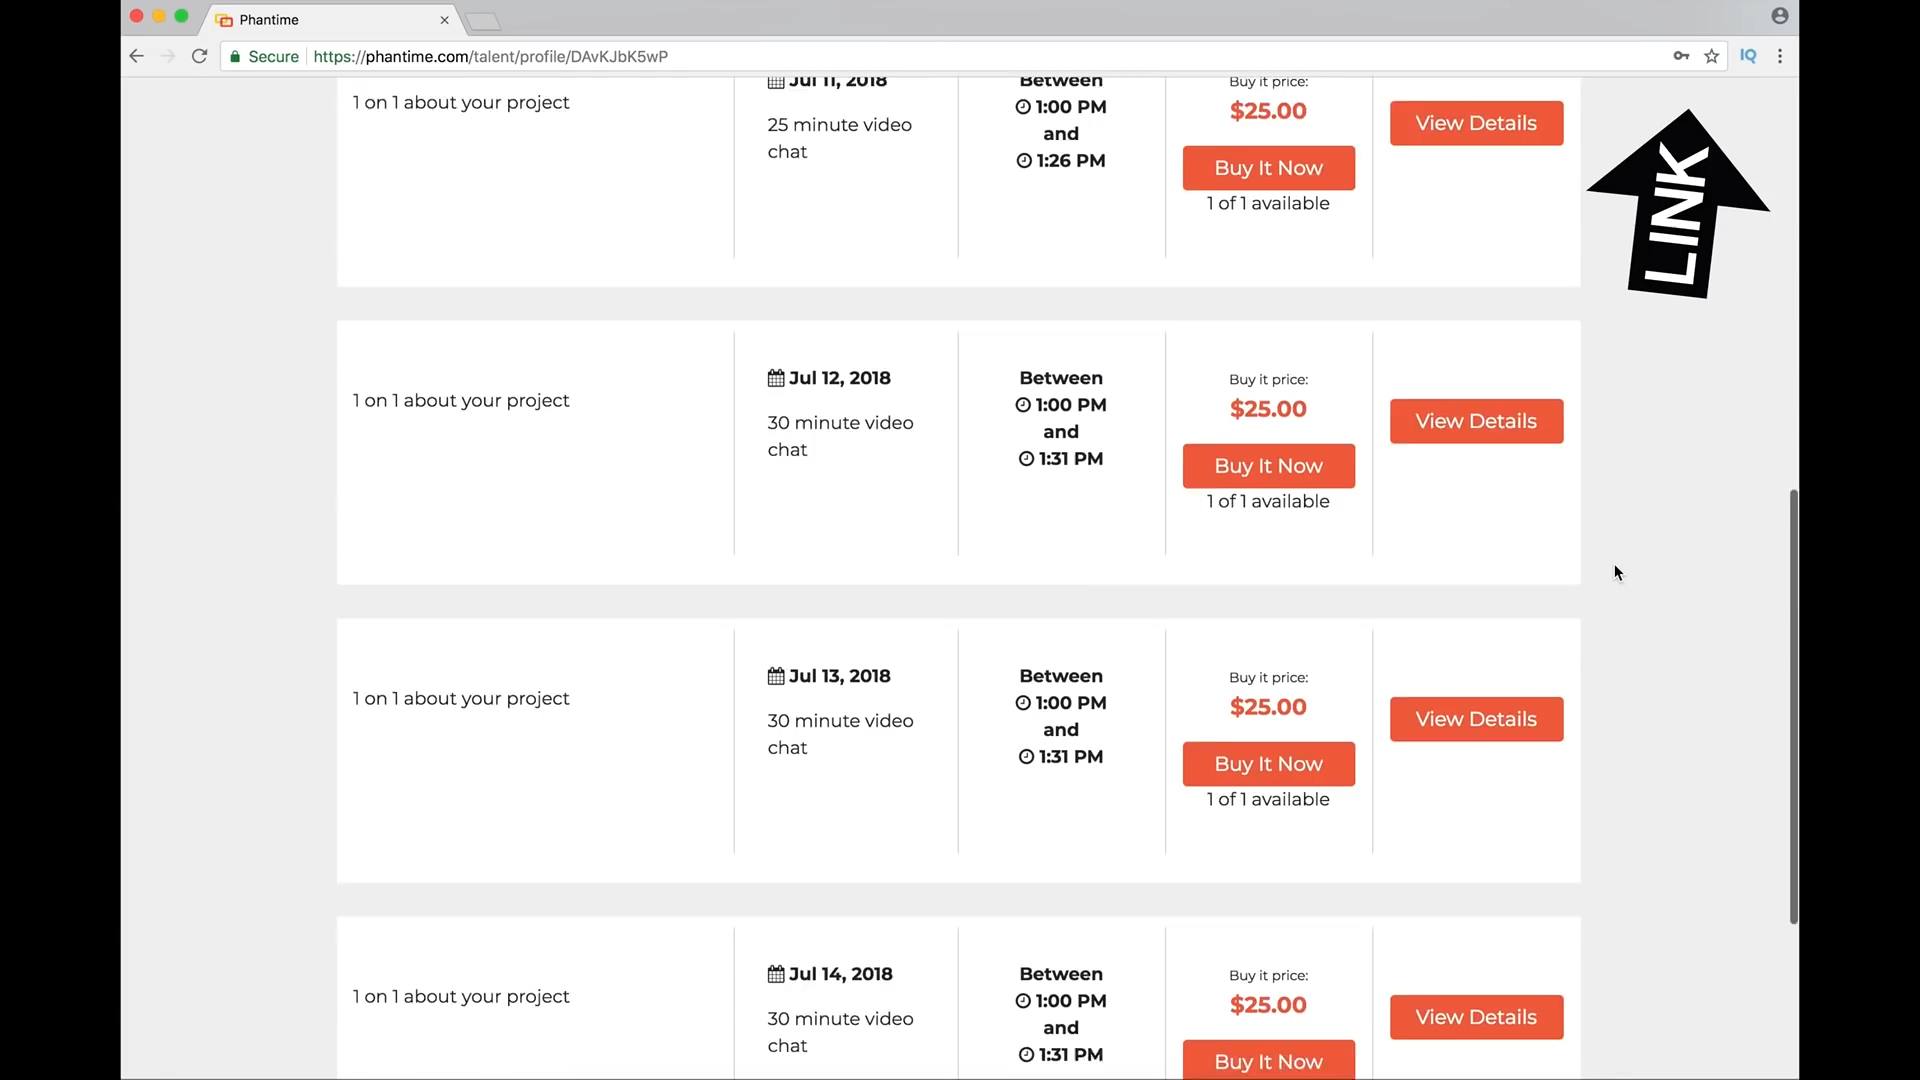 Phantime
Secure https://phantime.com/talent/profile/DAvKJbK5wP
LINK
1 on 1 about your project
Jul 11, 2018
25 minute video
chat
Between
1:00 PM
and
1:26 PM
Buy it price:
$25.00
Buy It Now
1 of 1 available
View Details
1 on 1 about your project
Jul 12, 2018
30 minute video
chat
Between
1:00 PM
and
1:31 PM
Buy it price:
$25.00
Buy It Now
1 of 1 available
View Details
1 on 1 about your project
Jul 13, 2018
30 minute video
chat
Between
1:00 PM
and
1:31 PM
Buy it price:
$25.00
Buy It Now
1 of 1 available
View Details
1 on 1 about your project
Jul 14, 2018
30 minute video
chat
Between
1:00 PM
and
1:31 PM
Buy it price:
$25.00
Buy It Now
View Details